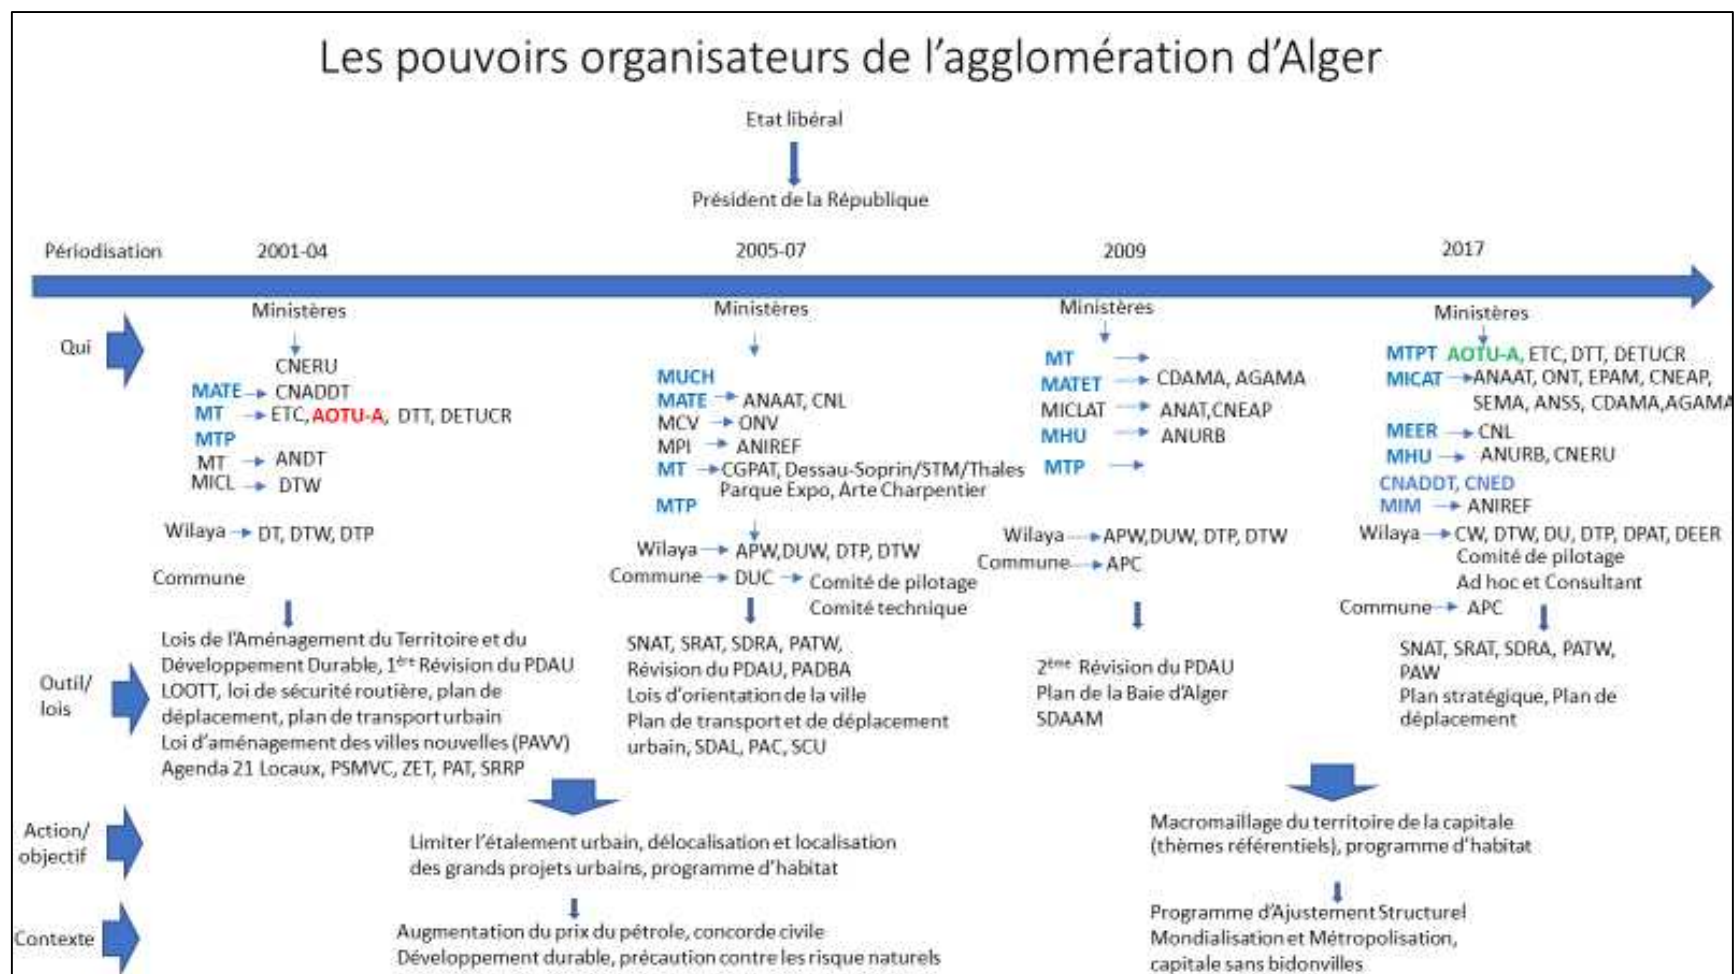 Les pouvoirs organisateurs de l'agglomération d'Alger
Etat libéral
Président de la République
Périodisation
2001-04
2005-07
2009
2017
Qui
Ministères
CNERU
MATE CNADDT
MT ETC, AOTU-A, DTT, DETUCR
MTP
MT ANDT
MICL DTW
Wilaya DT, DTW, DTP
Commune
Ministères
MUCH
MATE ANAAT, CNL
MCV ONV
MPI ANIREF
MT CGPAT, Dessau-Soprin/STM/Thales
Parque Expo, Arte Charpentier
MTP
Wilaya APW,DUW, DTP, DTW
Commune DUC Comité de pilotage
Comité technique
Ministères
MT
MATET CDAMA, AGAMA
MICLAT ANAT,CNEAP
MHU ANURB
MTP
Wilaya APW,DUW, DTP, DTW
Commune APC
Ministères
MTPT AOTU-A, ETC, DTT, DETUCR
MICAT ANAAT, ONT, EPAM, CNEAP,
SEMA, ANSS, CDAMA,AGAMA
MEER CNL
MHU ANURB, CNERU
CNADDT, CNED
MIM ANIREF
Wilaya CW, DTW, DU, DTP, DPAT, DEER
Comité de pilotage
Ad hoc et Consultant
Commune APC
Outil/
lois
Lois de l'Aménagement du Territoire et du
Développement Durable, 1ère Révision du PDAU
LOOTT, loi de sécurité routière, plan de
déplacement, plan de transport urbain
Loi d'aménagement des villes nouvelles (PAVV)
Agenda 21 Locaux, PSMVC, ZET, PAT, SRRP
SNAT, SRAT, SDRA, PATW,
Révision du PDAU, PADBA
Lois d'orientation de la ville
Plan de transport et de déplacement
urbain, SDAL, PAC, SCU
2ème Révision du PDAU
Plan de la Baie d'Alger
SDAAM
SNAT, SRAT, SDRA, PATW,
PAW
Plan stratégique, Plan de
déplacement
Action/
objectif
Limiter l'étalement urbain, délocalisation et localisation
des grands projets urbains, programme d'habitat
Macromaillage du territoire de la capitale
(thèmes référentiels), programme d'habitat
Contexte
Augmentation du prix du pétrole, concorde civile
Développement durable, précaution contre les risque naturels
Programme d'Ajustement Structurel
Mondialisation et Métropolisation,
capitale sans bidonvilles